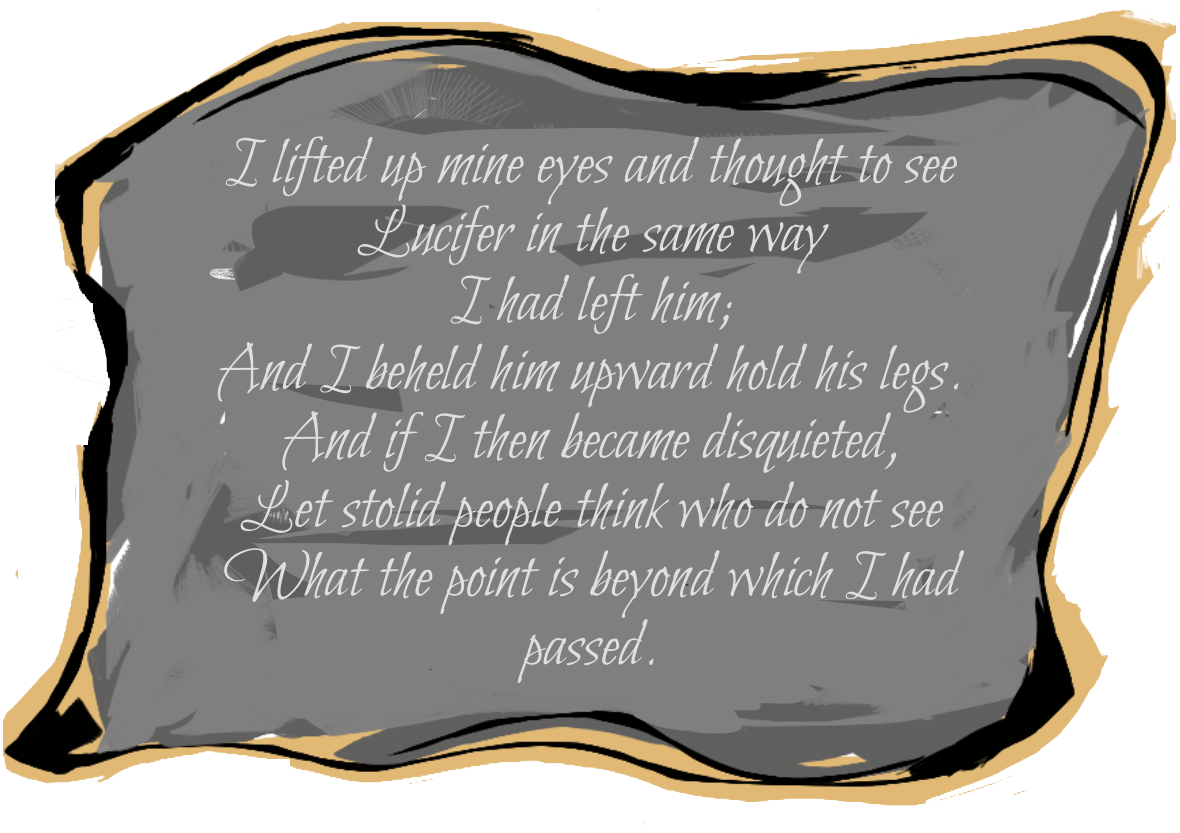 I lifted up mine eyes and thought to see
Lucifer in the same way
I had left him;
And I beheld him upward hold his legs.
And if I then became disquieted,
Let stolid people think who do not see
What the point is beyond which I had
passed.